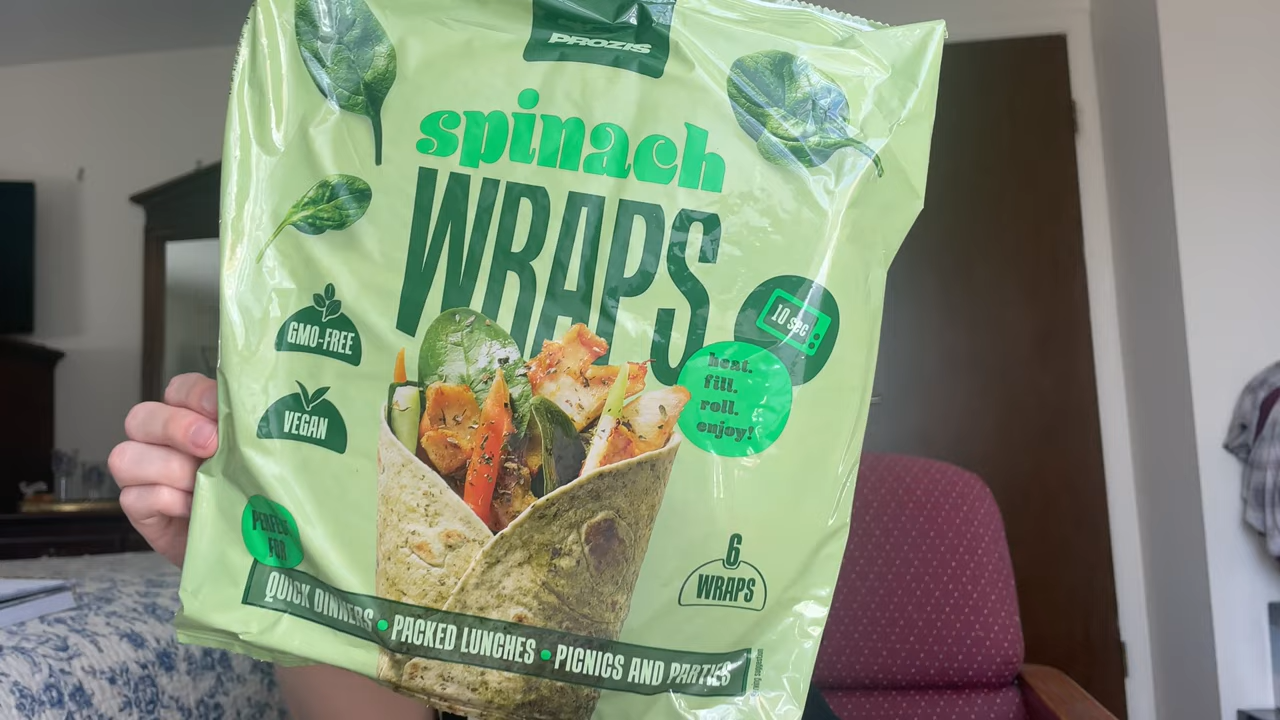 PROZIS
spinach
WRAPS
10 sec
heat.
fill.
roll.
enjoy!
GMO-FREE
VEGAN
PERFECT
FOR
QUICK DINNERS • PACKED LUNCHES • PICNICS AND PARTIES
6
WRAPS